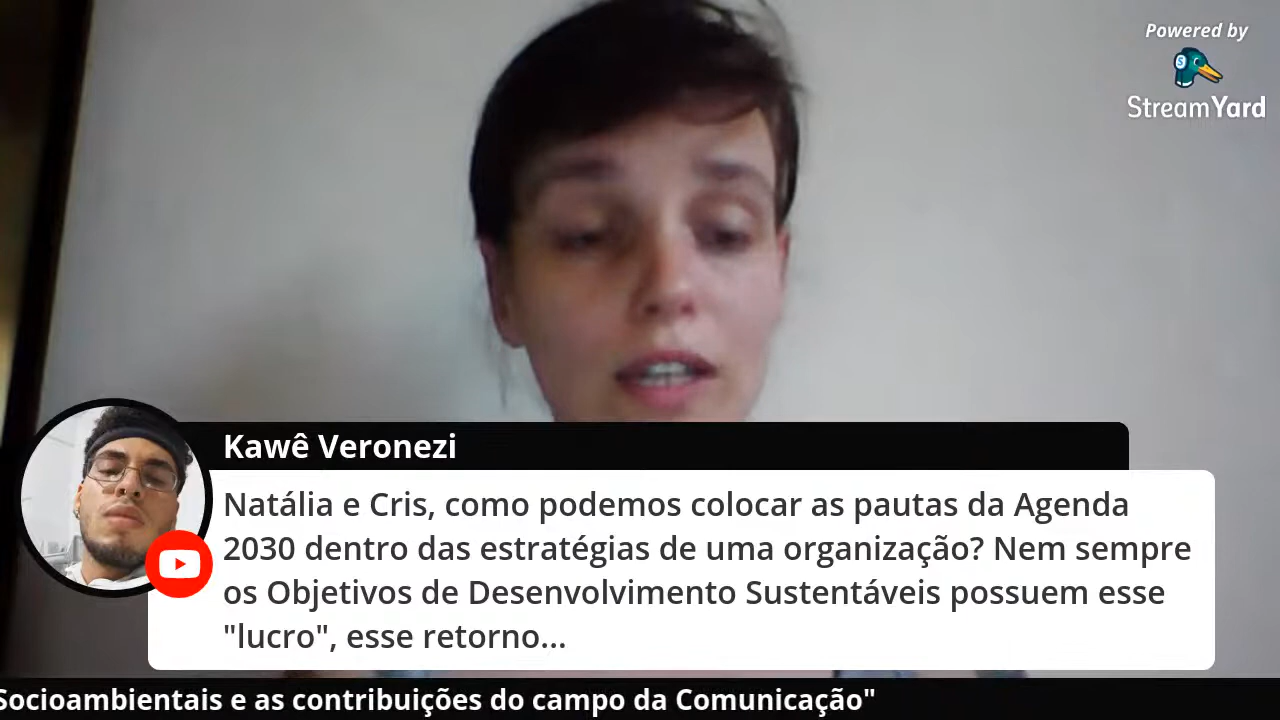 Powered by
StreamYard
Kawê Veronezi
Natália e Cris, como podemos colocar as pautas da Agenda
2030 dentro das estratégias de uma organização? Nem sempre
os Objetivos de Desenvolvimento Sustentáveis possuem esse
"lucro", esse retorno...
Socioambientais e as contribuições do campo da Comunicação"